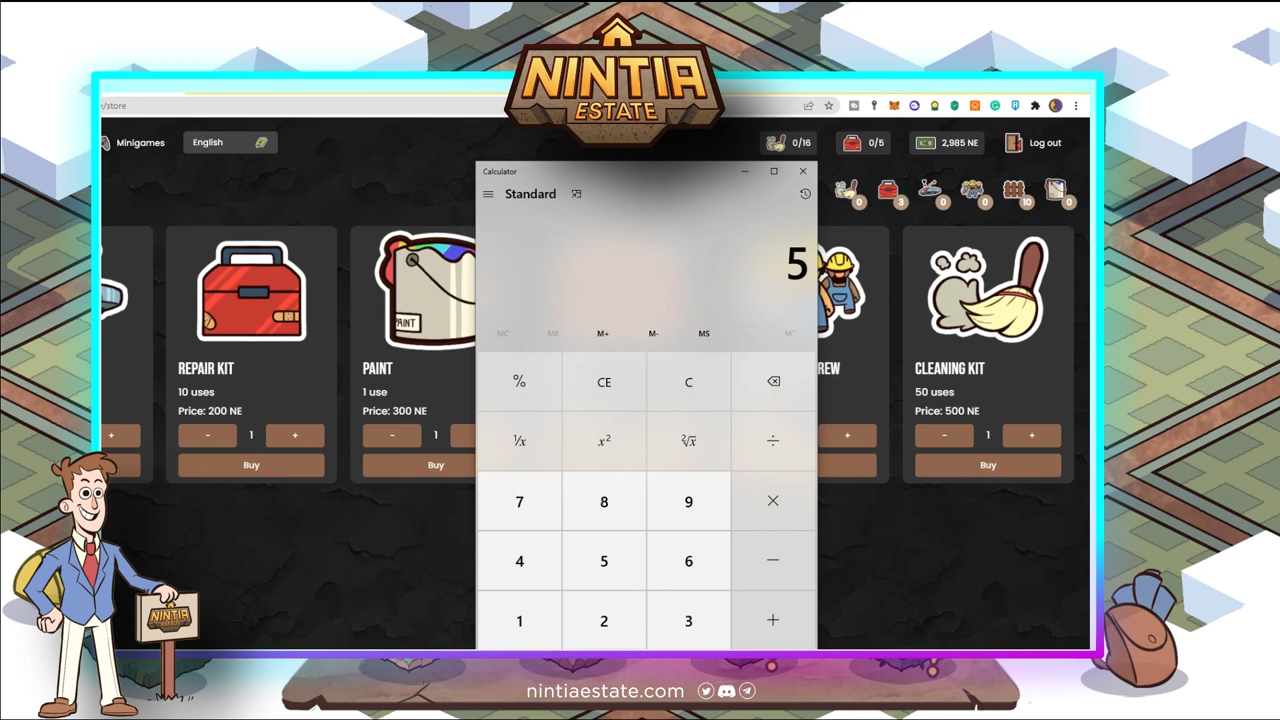 NINTIA
ESTATE
/store
Minigames
English
0/16
0/5
2,985 NE
Log out
0
3
0
0
10
0
Calculator
Standard
5
MC
MR
M+
M-
MS
M˅
%
CE
C
⅟x
x²
²√x
÷
7
8
9
×
4
5
6
−
1
2
3
+
REPAIR KIT
10 uses
Price: 200 NE
-
1
+
Buy
PAINT
PAINT
1 use
Price: 300 NE
-
1
Buy
REW
+
CLEANING KIT
50 uses
Price: 500 NE
-
1
+
Buy
+
NINTIA
nintiaestate.com